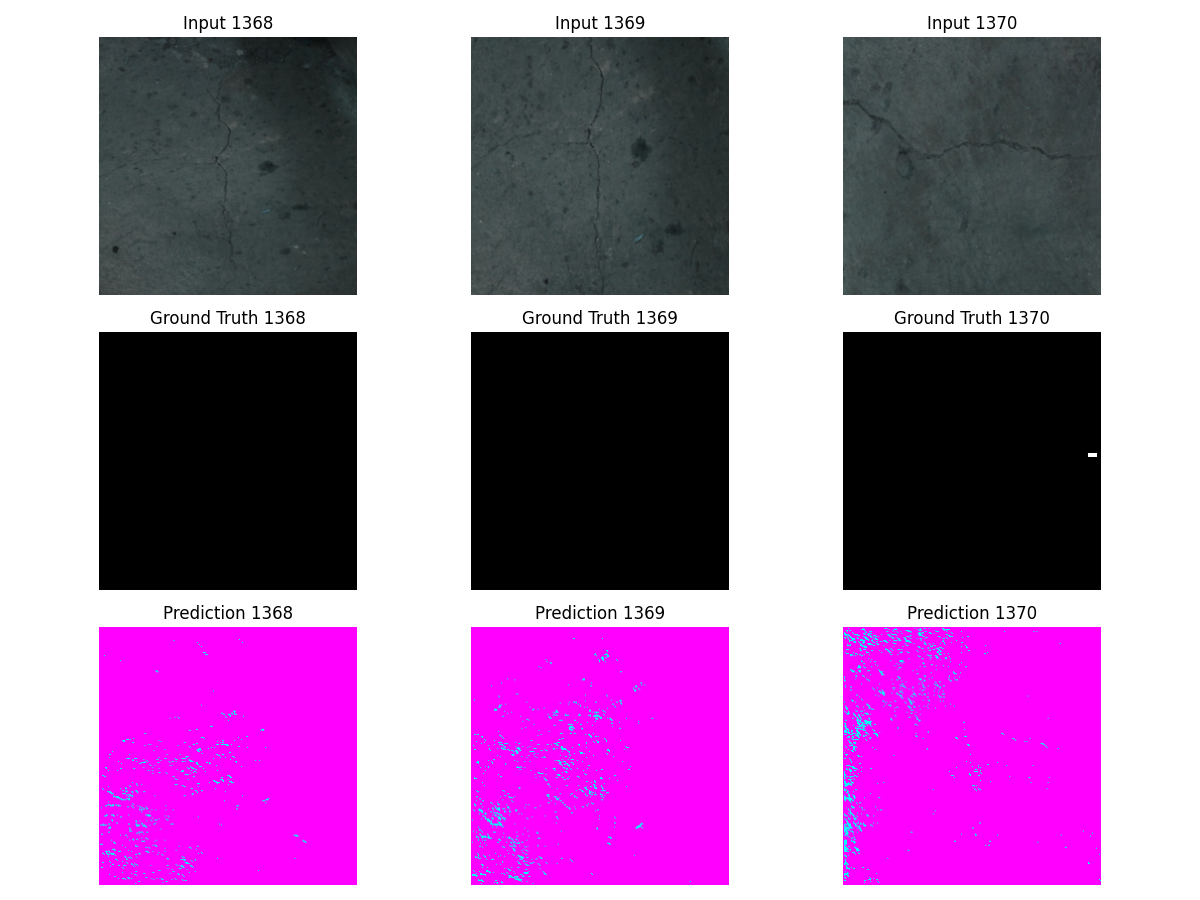 Input 1368
Input 1369
Input 1370
Ground Truth 1368
Ground Truth 1369
Ground Truth 1370
Prediction 1368
Prediction 1369
Prediction 1370